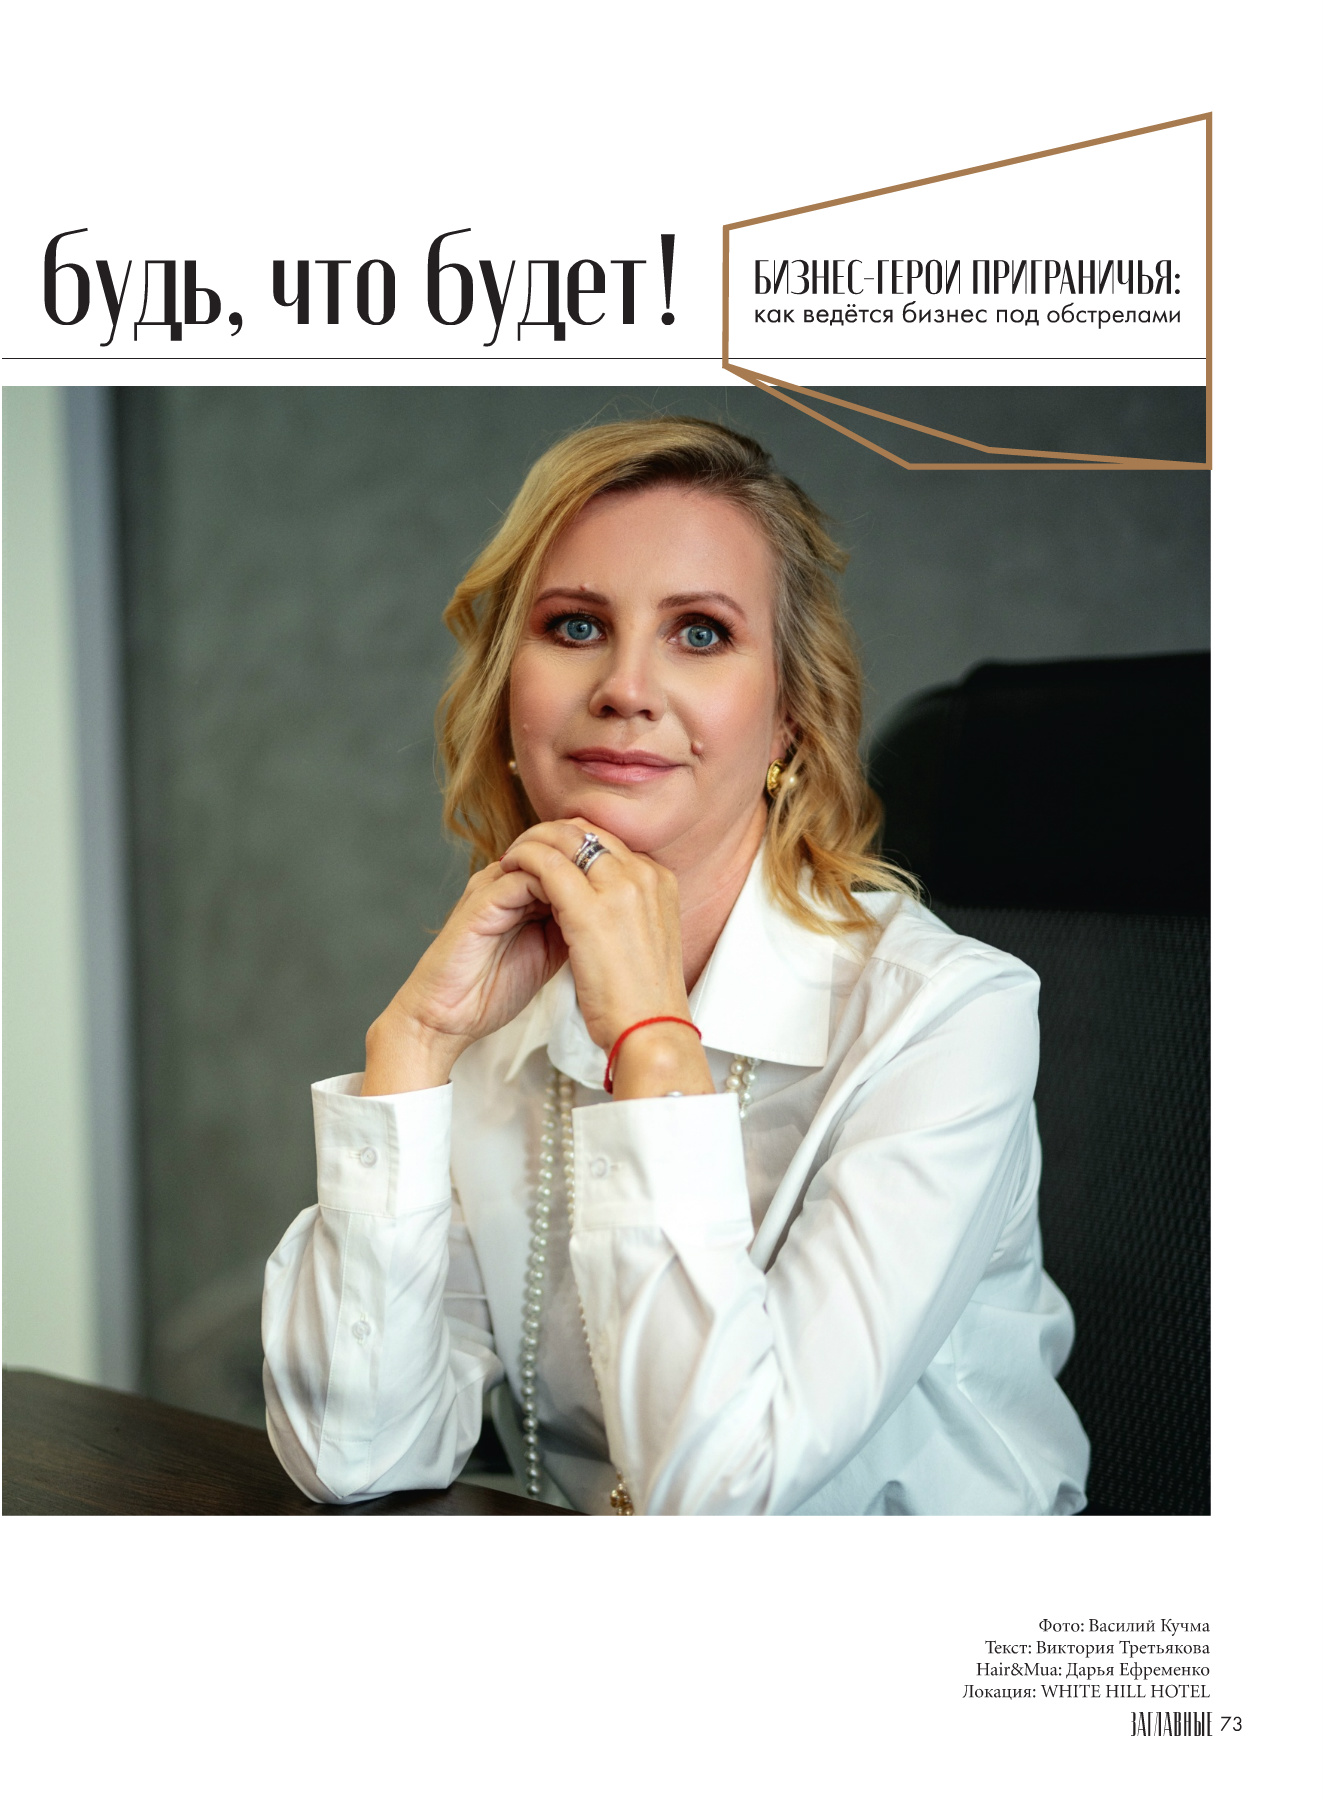 будь, что будет!
БИЗНЕС-ГЕРОИ ПРИГРАНИЧЬЯ:
как ведётся бизнес под обстрелами
Фото: Василий Кучма
Текст: Виктория Третьякова
Hair&Mua: Дарья Ефременко
Локация: WHITE HILL HOTEL
ЗАГЛАВНЫЕ 73